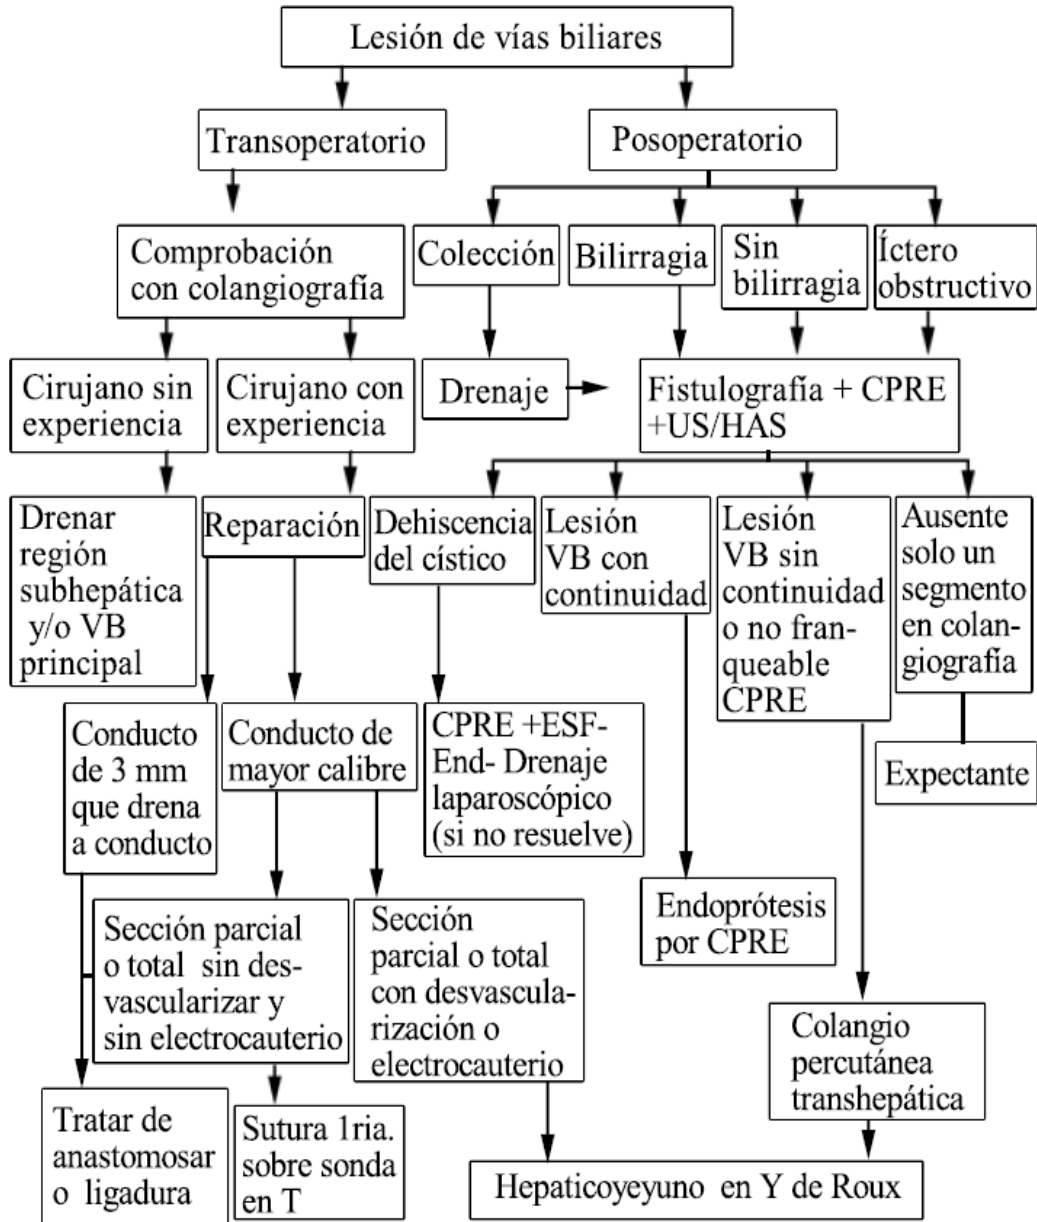 Lesión de vías biliares
Transoperatorio
Posoperatorio
Comprobación
con colangiografía
Colección
Bilirragia
Sin
bilirragia
Íctero
obstructivo
Cirujano sin
experiencia
Cirujano con
experiencia
Drenaje
Fistulografía + CPRE
+US/HAS
Drenar
región
subhepática
y/o VB
principal
Reparación
Dehiscencia
del cístico
Lesión
VB con
continuidad
Lesión
VB sin
continuidad
o no fran-
queable
CPRE
Ausente
solo un
segmento
en colan-
giografía
Conducto
de 3 mm
que drena
a conducto
Conducto de
mayor calibre
CPRE +ESF-
End- Drenaje
laparoscópico
(si no resuelve)
Expectante
Sección parcial
o total sin des-
vascularizar y
sin electrocauterio
Sección
parcial o total
con desvascula-
rización o
electrocauterio
Endoprótesis
por CPRE
Colangio
percutánea
transhepática
Tratar de
anastomosar
o ligadura
Sutura 1ria.
sobre sonda
en T
Hepaticoyeyuno en Y de Roux